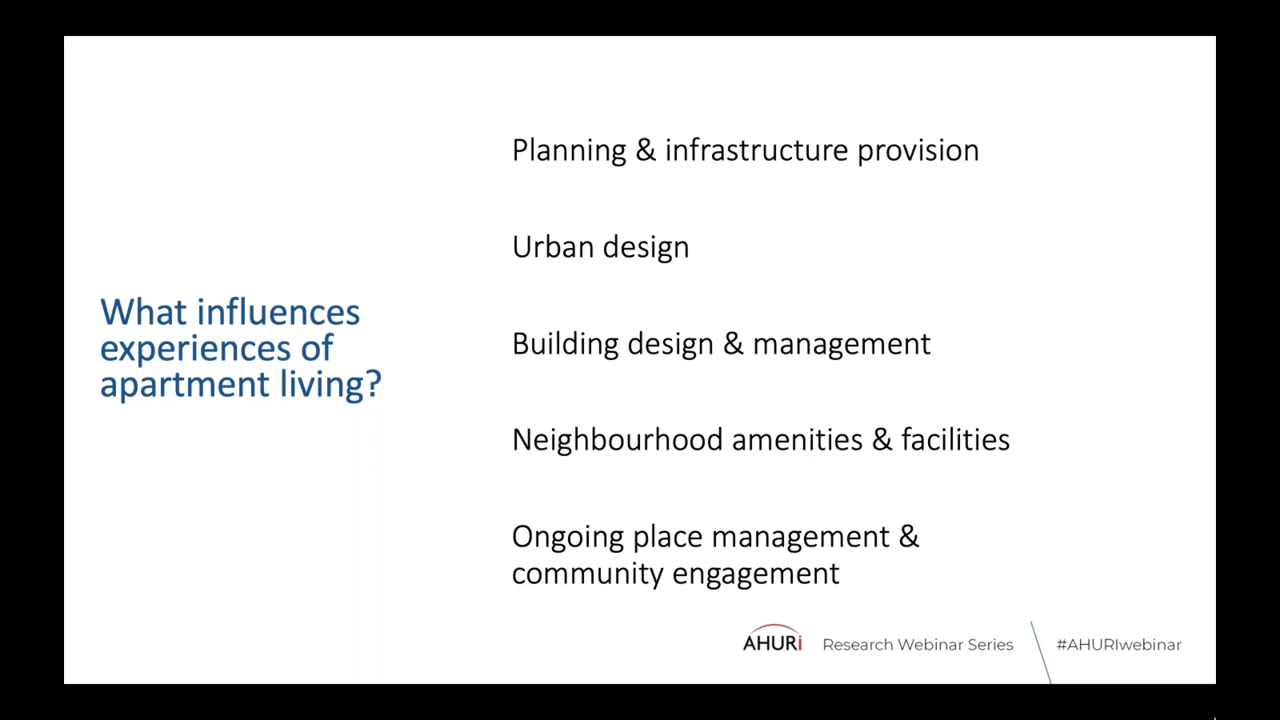 What influences
experiences of
apartment living?
Planning & infrastructure provision
Urban design
Building design & management
Neighbourhood amenities & facilities
Ongoing place management &
community engagement
AHURI Research Webinar Series #AHURIwebinar